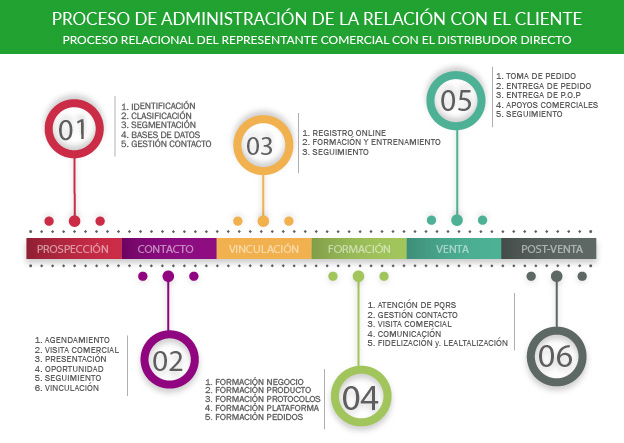 PROCESO DE ADMINISTRACIÓN DE LA RELACIÓN CON EL CLIENTE
PROCESO RELACIONAL DEL REPRESENTANTE COMERCIAL CON EL DISTRIBUDOR DIRECTO
01
1. IDENTIFICACIÓN
2. CLASIFICACIÓN
3. SEGMENTACIÓN
4. BASES DE DATOS
5. GESTIÓN CONTACTO
03
1. REGISTRO ONLINE
2. FORMACION Y ENTRENAMIENTO
3. SEGUIMIENTO
05
1. TOMA DE PEDIDO
2. ENTREGA DE PEDIDO
3. ENTREGA DE P.O.P
4. APOYOS COMERCIALES
5. SEGUIMIENTO
PROSPECCIÓN
CONTACTO
VINCULACIÓN
FORMACIÓN
VENTA
POST-VENTA
1. AGENDAMIENTO
2. VISITA COMERCIAL
3. PRESENTACIÓN
4. OPORTUNIDAD
5. SEGUIMIENTO
6. VINCULACIÓN
02
1. FORMACIÓN NEGOCIO
2. FORMACIÓN PRODUCTO
3. FORMACIÓN PROTOCOLOS
4. FORMACIÓN PLATAFORMA
5. FORMACIÓN PEDIDOS
04
1. ATENCIÓN DE PQRS
2. GESTIÓN CONTACTO
3. VISITA COMERCIAL
4. COMUNICACIÓN
5. FIDELIZACIÓN y. LEALTALIZACIÓN
06